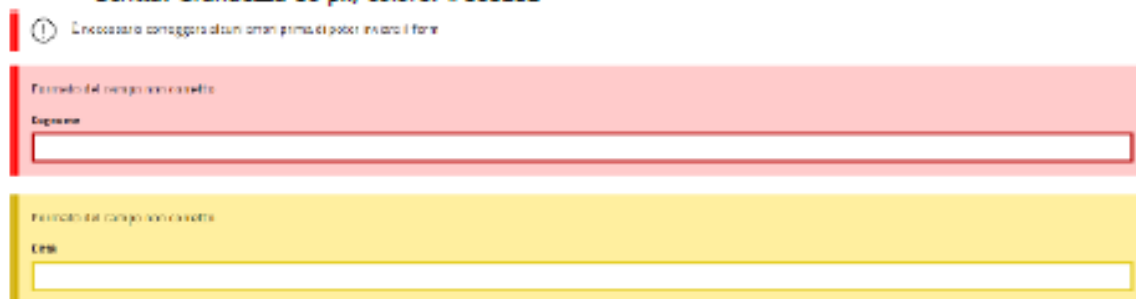 È necessario correggere alcuni errori prima di poter inviare il form
Formato del campo non corretto
Cognome
Formato del campo non corretto
Città